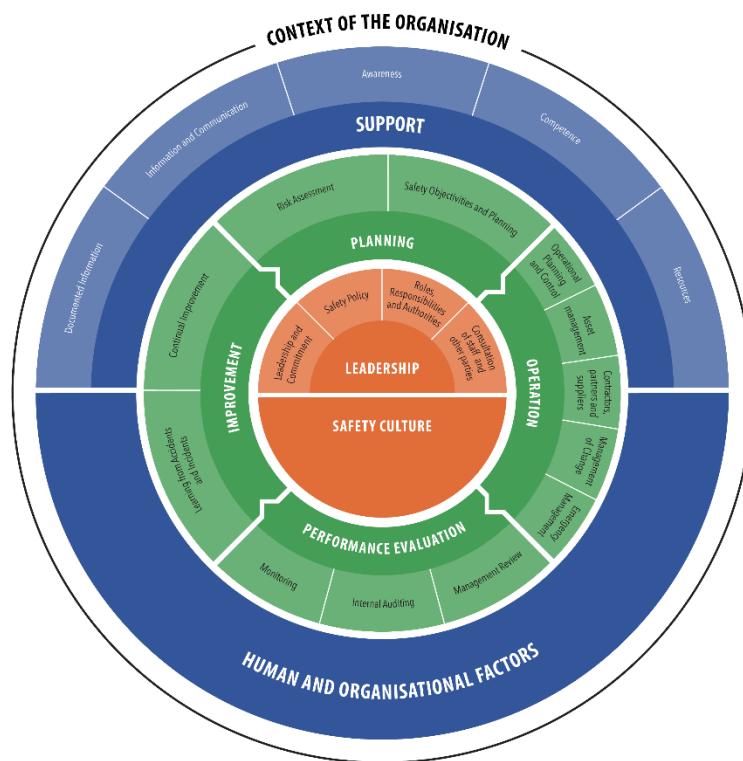 CONTEXT OF THE ORGANISATION
Documented Information
Information and Communication
Awareness
Competence
Resources
SUPPORT
Risk Assessment
Safety Objectivities and Planning
PLANNING
Operational
Planning
and Control
Asset
management
Contractors,
partners and
suppliers
Management
of Change
Emergency
Management
OPERATION
Continual Improvement
Learning from Accidents
and Incidents
IMPROVEMENT
Leadership and
Commitment
Safety Policy
Roles,
Responsibilities
and Authorities
Consultation
of staff and
other parties
LEADERSHIP
SAFETY CULTURE
PERFORMANCE EVALUATION
Monitoring
Internal Auditing
Management Review
HUMAN AND ORGANISATIONAL FACTORS